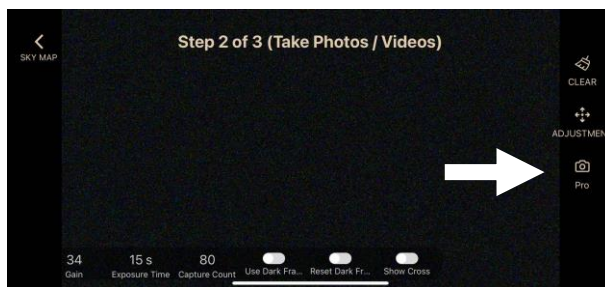 Step 2 of 3 (Take Photos / Videos)
SKY MAP
CLEAR
ADJUSTMEN
Pro
34
Gain
15 s
Exposure Time
80
Capture Count
Use Dark Fra...
Reset Dark Fr...
Show Cross